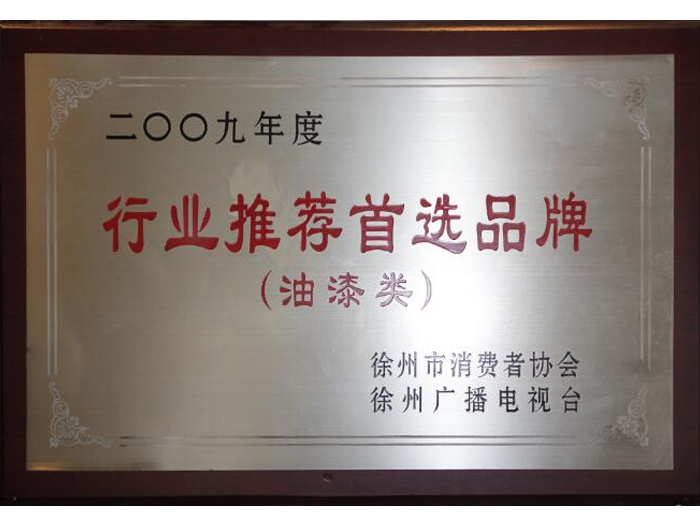 二〇〇九年度
行业推荐首选品牌
（油漆类）
徐州市消费者协会
徐州广播电视台